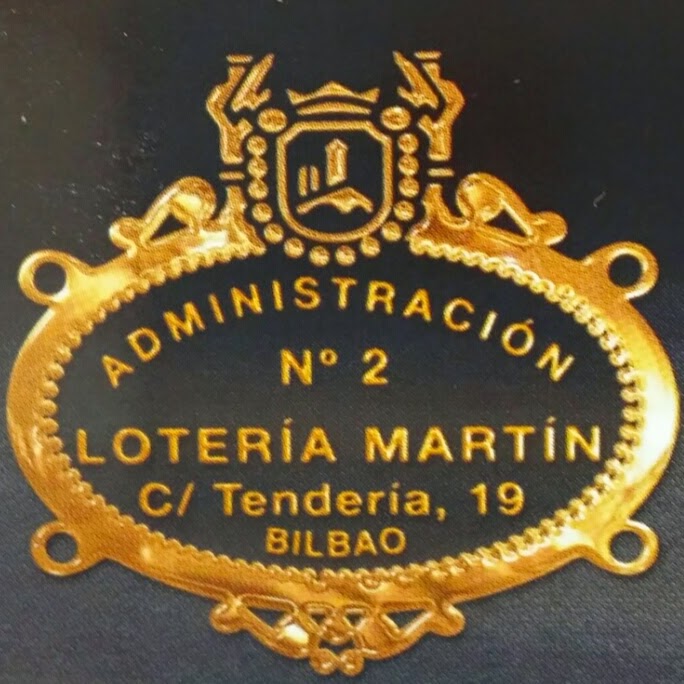 ADMINISTRACIÓN
Nº 2
LOTERÍA MARTÍN
C/ Tendería, 19
BILBAO